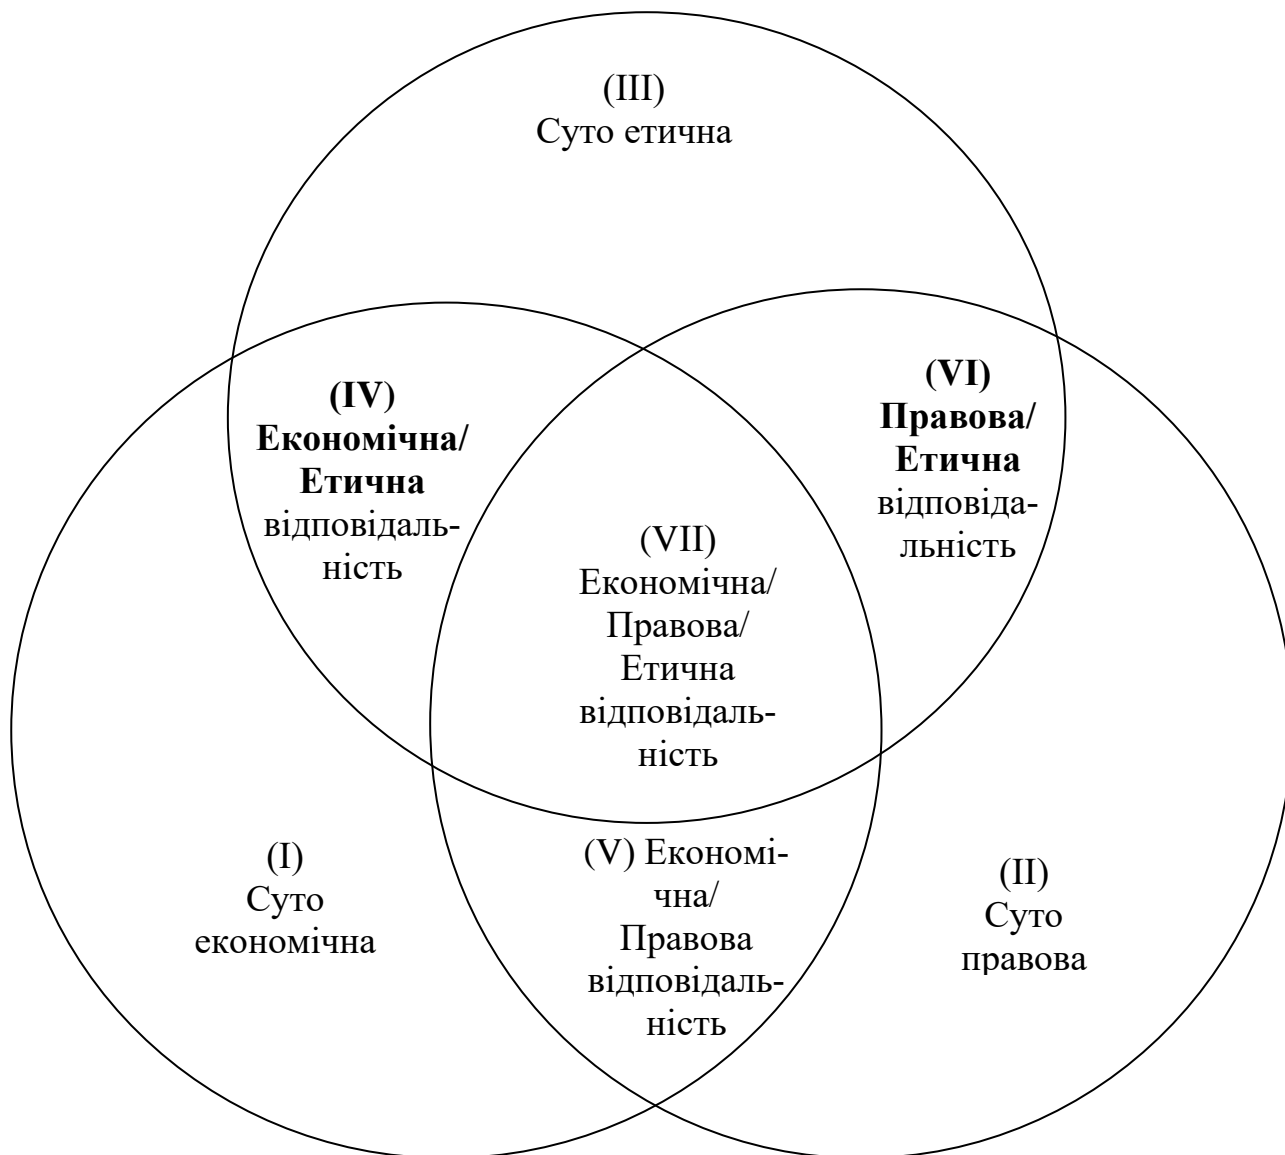 (III)
Суто етична
(IV)
Економічна/
Етична
відповідаль-
ність
(VI)
Правова/
Етична
відповіда-
льність
(VII)
Економічна/
Правова/
Етична
відповідаль-
ність
(I)
Суто
економічна
(V) Економі-
чна/
Правова
відповідаль-
ність
(II)
Суто
правова